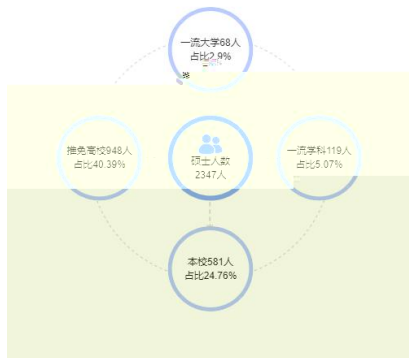 一流大学68人
占比2.9%
推免高校948人
占比40.39%
硕士人数
2347人
一流学科119人
占比5.07%
本校581人
占比24.76%